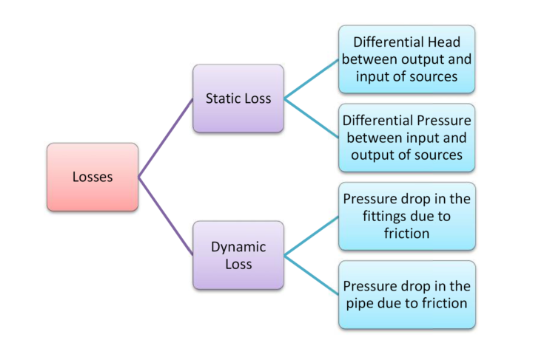 Losses
Static Loss
Differential Head
between output and
input of sources
Differential Pressure
between input and
output of sources
Dynamic
Loss
Pressure drop in the
fittings due to
friction
Pressure drop in the
pipe due to friction